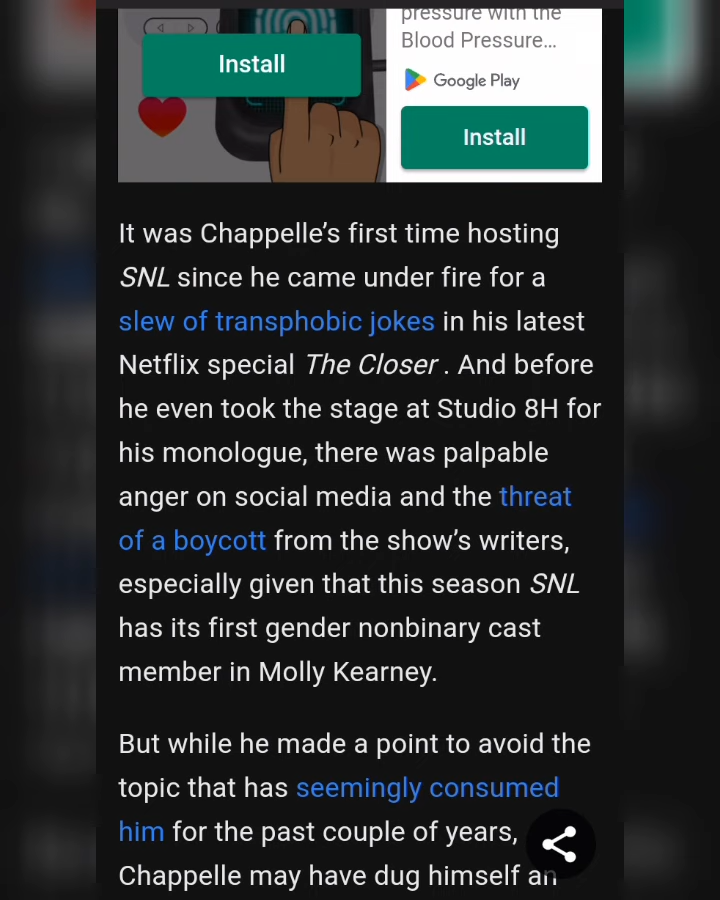 Install
pressure with the
Blood Pressure...
Google Play
Install
It was Chappelle's first time hosting
SNL since he came under fire for a
slew of transphobic jokes in his latest
Netflix special The Closer . And before
he even took the stage at Studio 8H for
his monologue, there was palpable
anger on social media and the threat
of a boycott from the show's writers,
especially given that this season SNL
has its first gender nonbinary cast
member in Molly Kearney.
But while he made a point to avoid the
topic that has seemingly consumed
him for the past couple of years,
Chappelle may have dug himself an